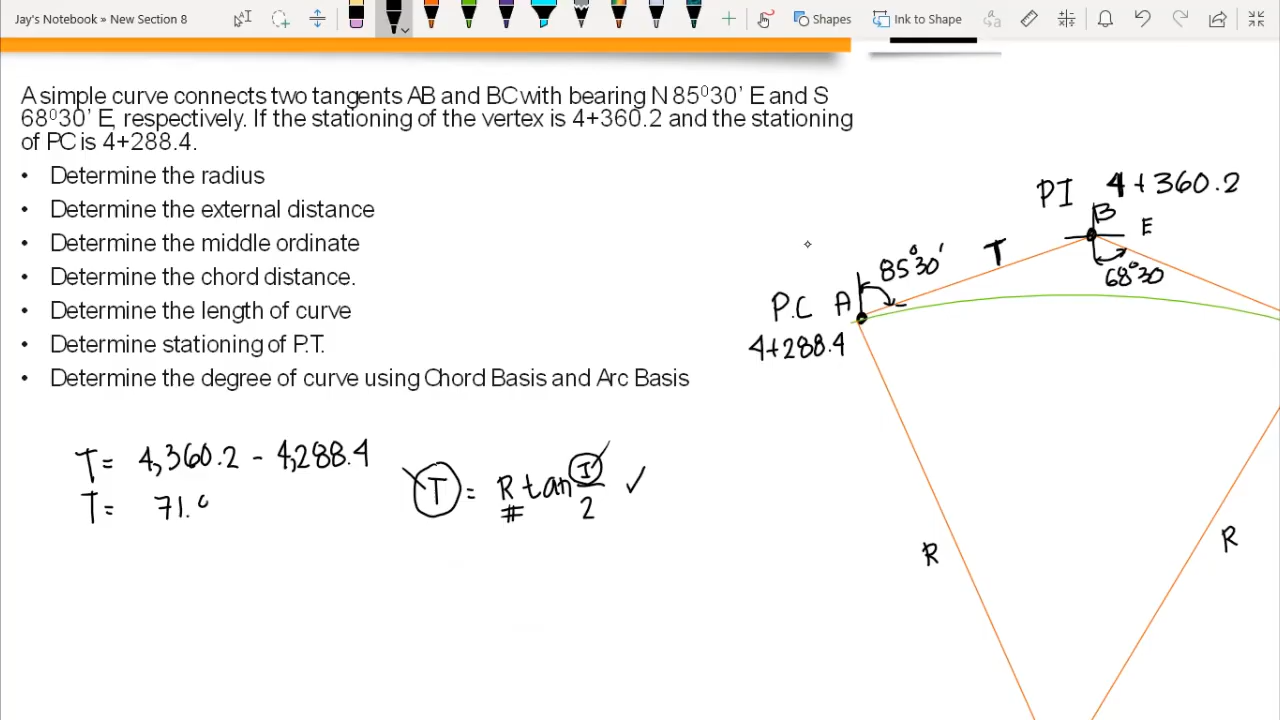 Jay's Notebook » New Section 8
Shapes
Ink to Shape
A simple curve connects two tangents AB and BC with bearing N 85⁰30’ E and S
68⁰30’ E, respectively. If the stationing of the vertex is 4+360.2 and the stationing
of PC is 4+288.4.
• Determine the radius
• Determine the external distance
• Determine the middle ordinate
• Determine the chord distance.
• Determine the length of curve
• Determine stationing of P.T.
• Determine the degree of curve using Chord Basis and Arc Basis
PI 4+360.2
B
E
T
85°30'
68°30
P.C A
4+288.4
T= 4,360.2 - 4,288.4
T = R tan I/2 ✓
T= 71.
R
R